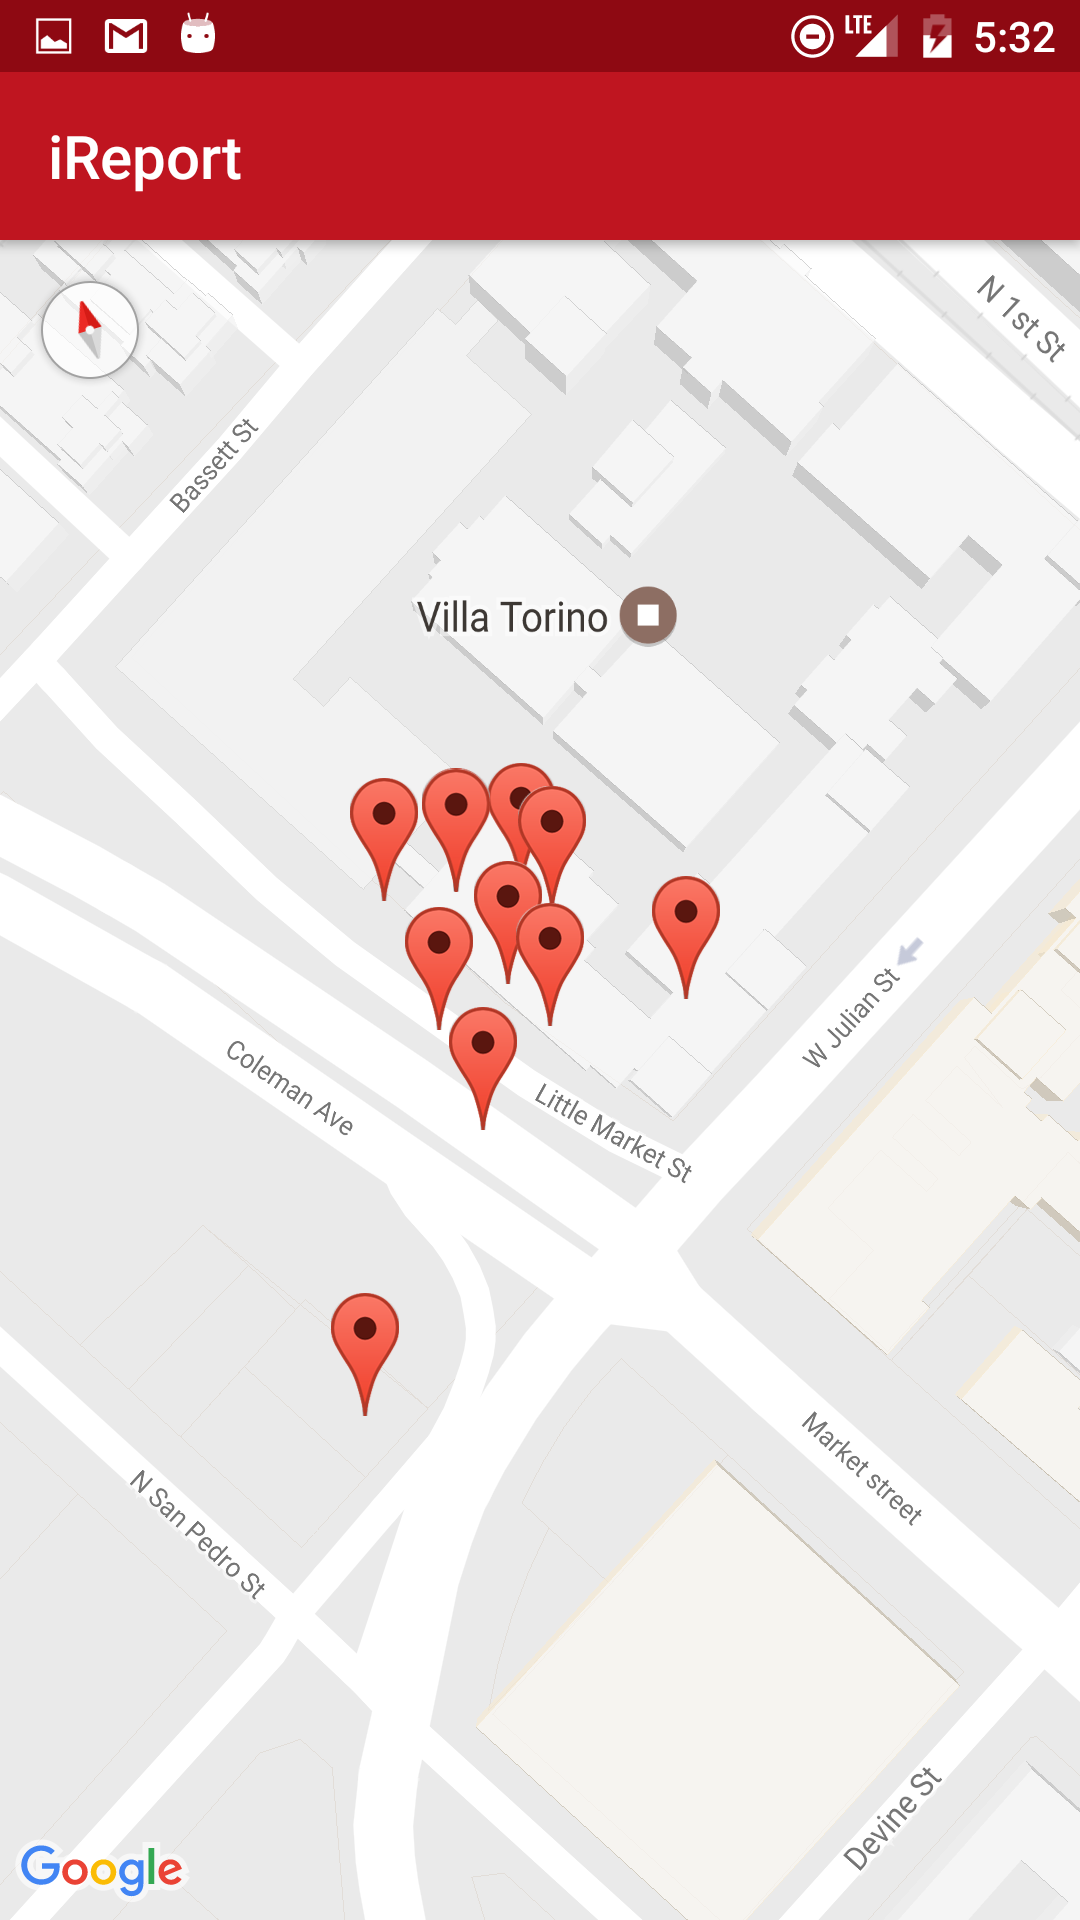 LTE 5:32
iReport
N 1st St
Bassett St
Villa Torino
W Julian St
Coleman Ave
Little Market St
Market street
N San Pedro St
Devine St
Google